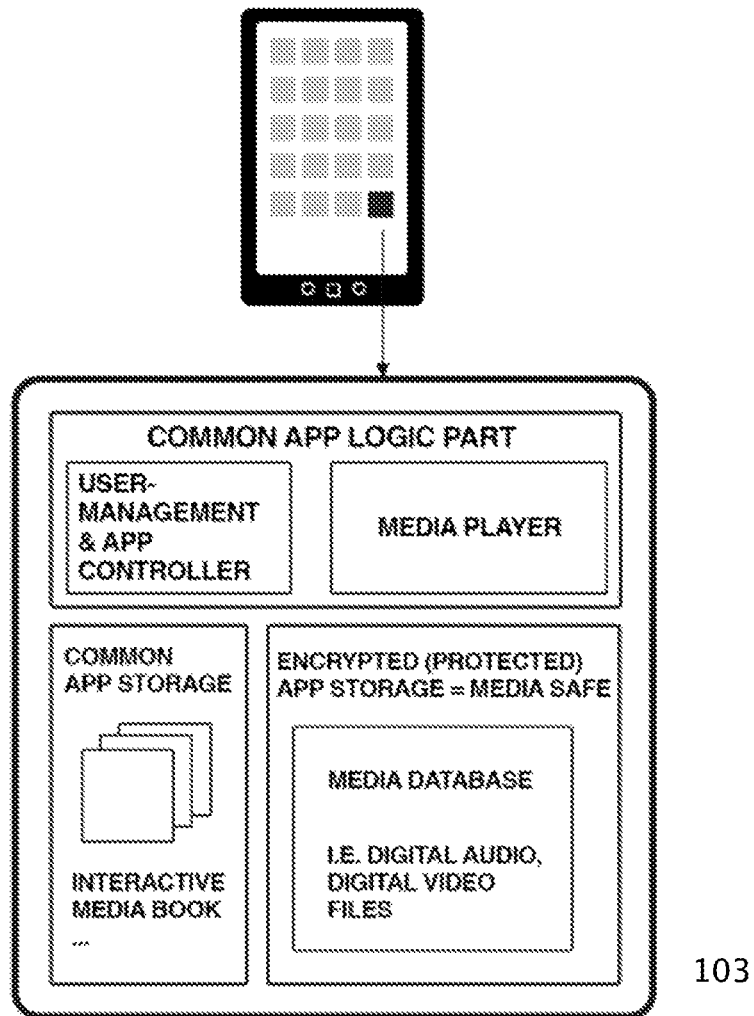 COMMON APP LOGIC PART
USER-
MANAGEMENT
& APP
CONTROLLER
MEDIA PLAYER
COMMON
APP STORAGE
INTERACTIVE
MEDIA BOOK
...
ENCRYPTED (PROTECTED)
APP STORAGE = MEDIA SAFE
MEDIA DATABASE
I.E. DIGITAL AUDIO,
DIGITAL VIDEO
FILES
103